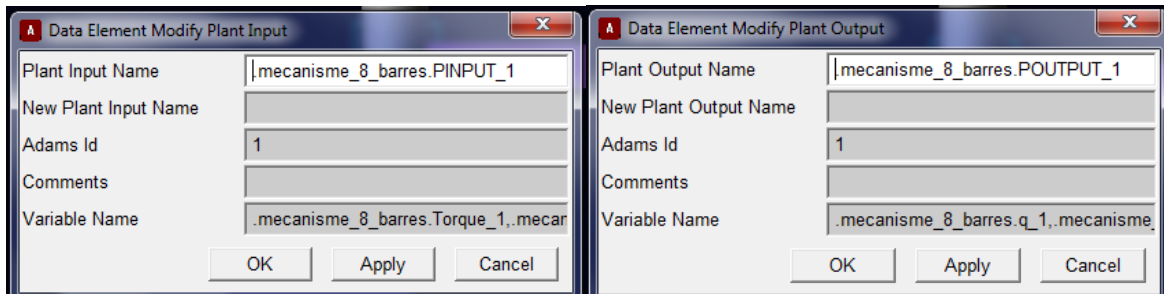 Data Element Modify Plant Input
Plant Input Name .mecanisme_8_barres.PINPUT_1
New Plant Input Name
Adams Id 1
Comments
Variable Name .mecanisme_8_barres.Torque_1,.mecar
OK Apply Cancel
Data Element Modify Plant Output
Plant Output Name .mecanisme_8_barres.POUTPUT_1
New Plant Output Name
Adams Id 1
Comments
Variable Name .mecanisme_8_barres.q_1,.mecanisme_
OK Apply Cancel